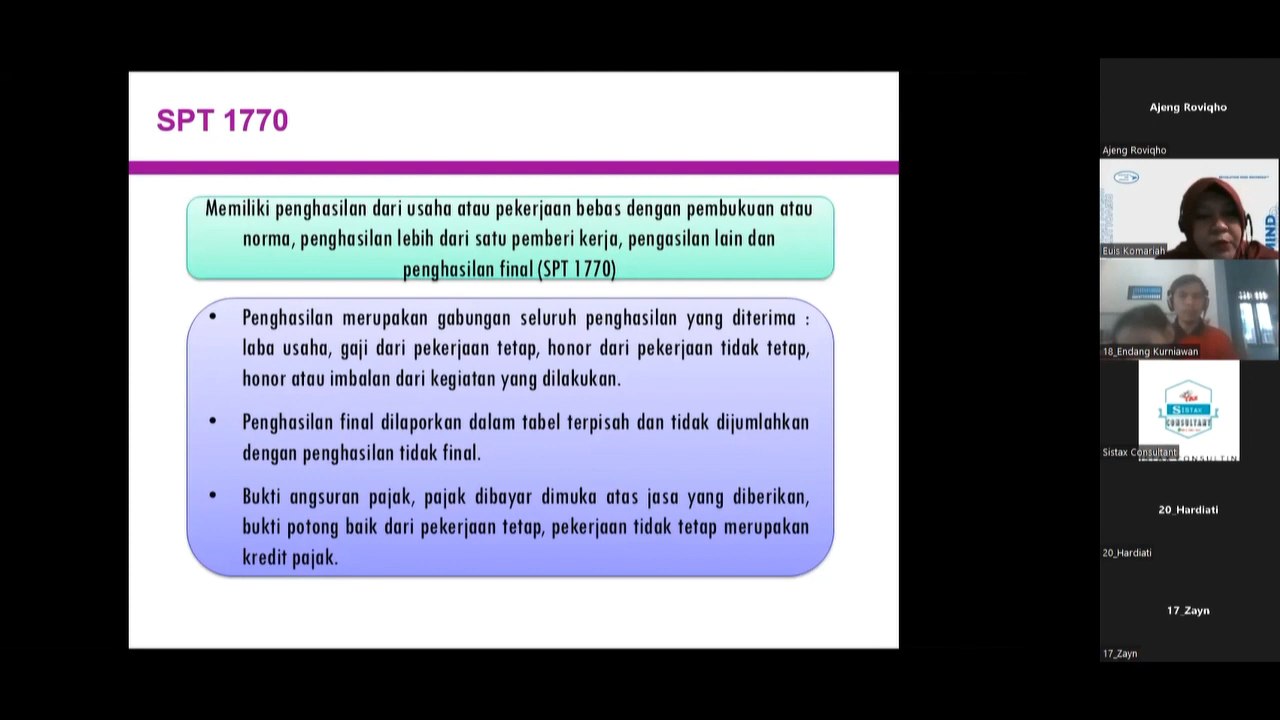 SPT 1770
Memiliki penghasilan dari usaha atau pekerjaan bebas dengan pembukuan atau
norma, penghasilan lebih dari satu pemberi kerja, pengasilan lain dan
penghasilan final (SPT 1770)
• Penghasilan merupakan gabungan seluruh penghasilan yang diterima :
laba usaha, gaji dari pekerjaan tetap, honor dari pekerjaan tidak tetap,
honor atau imbalan dari kegiatan yang dilakukan.
• Penghasilan final dilaporkan dalam tabel terpisah dan tidak dijumlahkan
dengan penghasilan tidak final.
• Bukti angsuran pajak, pajak dibayar dimuka atas jasa yang diberikan,
bukti potong baik dari pekerjaan tetap, pekerjaan tidak tetap merupakan
kredit pajak.
Ajeng Roviqho
Ajeng Roviqho
Euis Komariah
18_Endang Kurniawan
TAX
SISTAX
CONSULTANT
Sistax Consultant
20_Hardiati
20_Hardiati
17_Zayn
17_Zayn